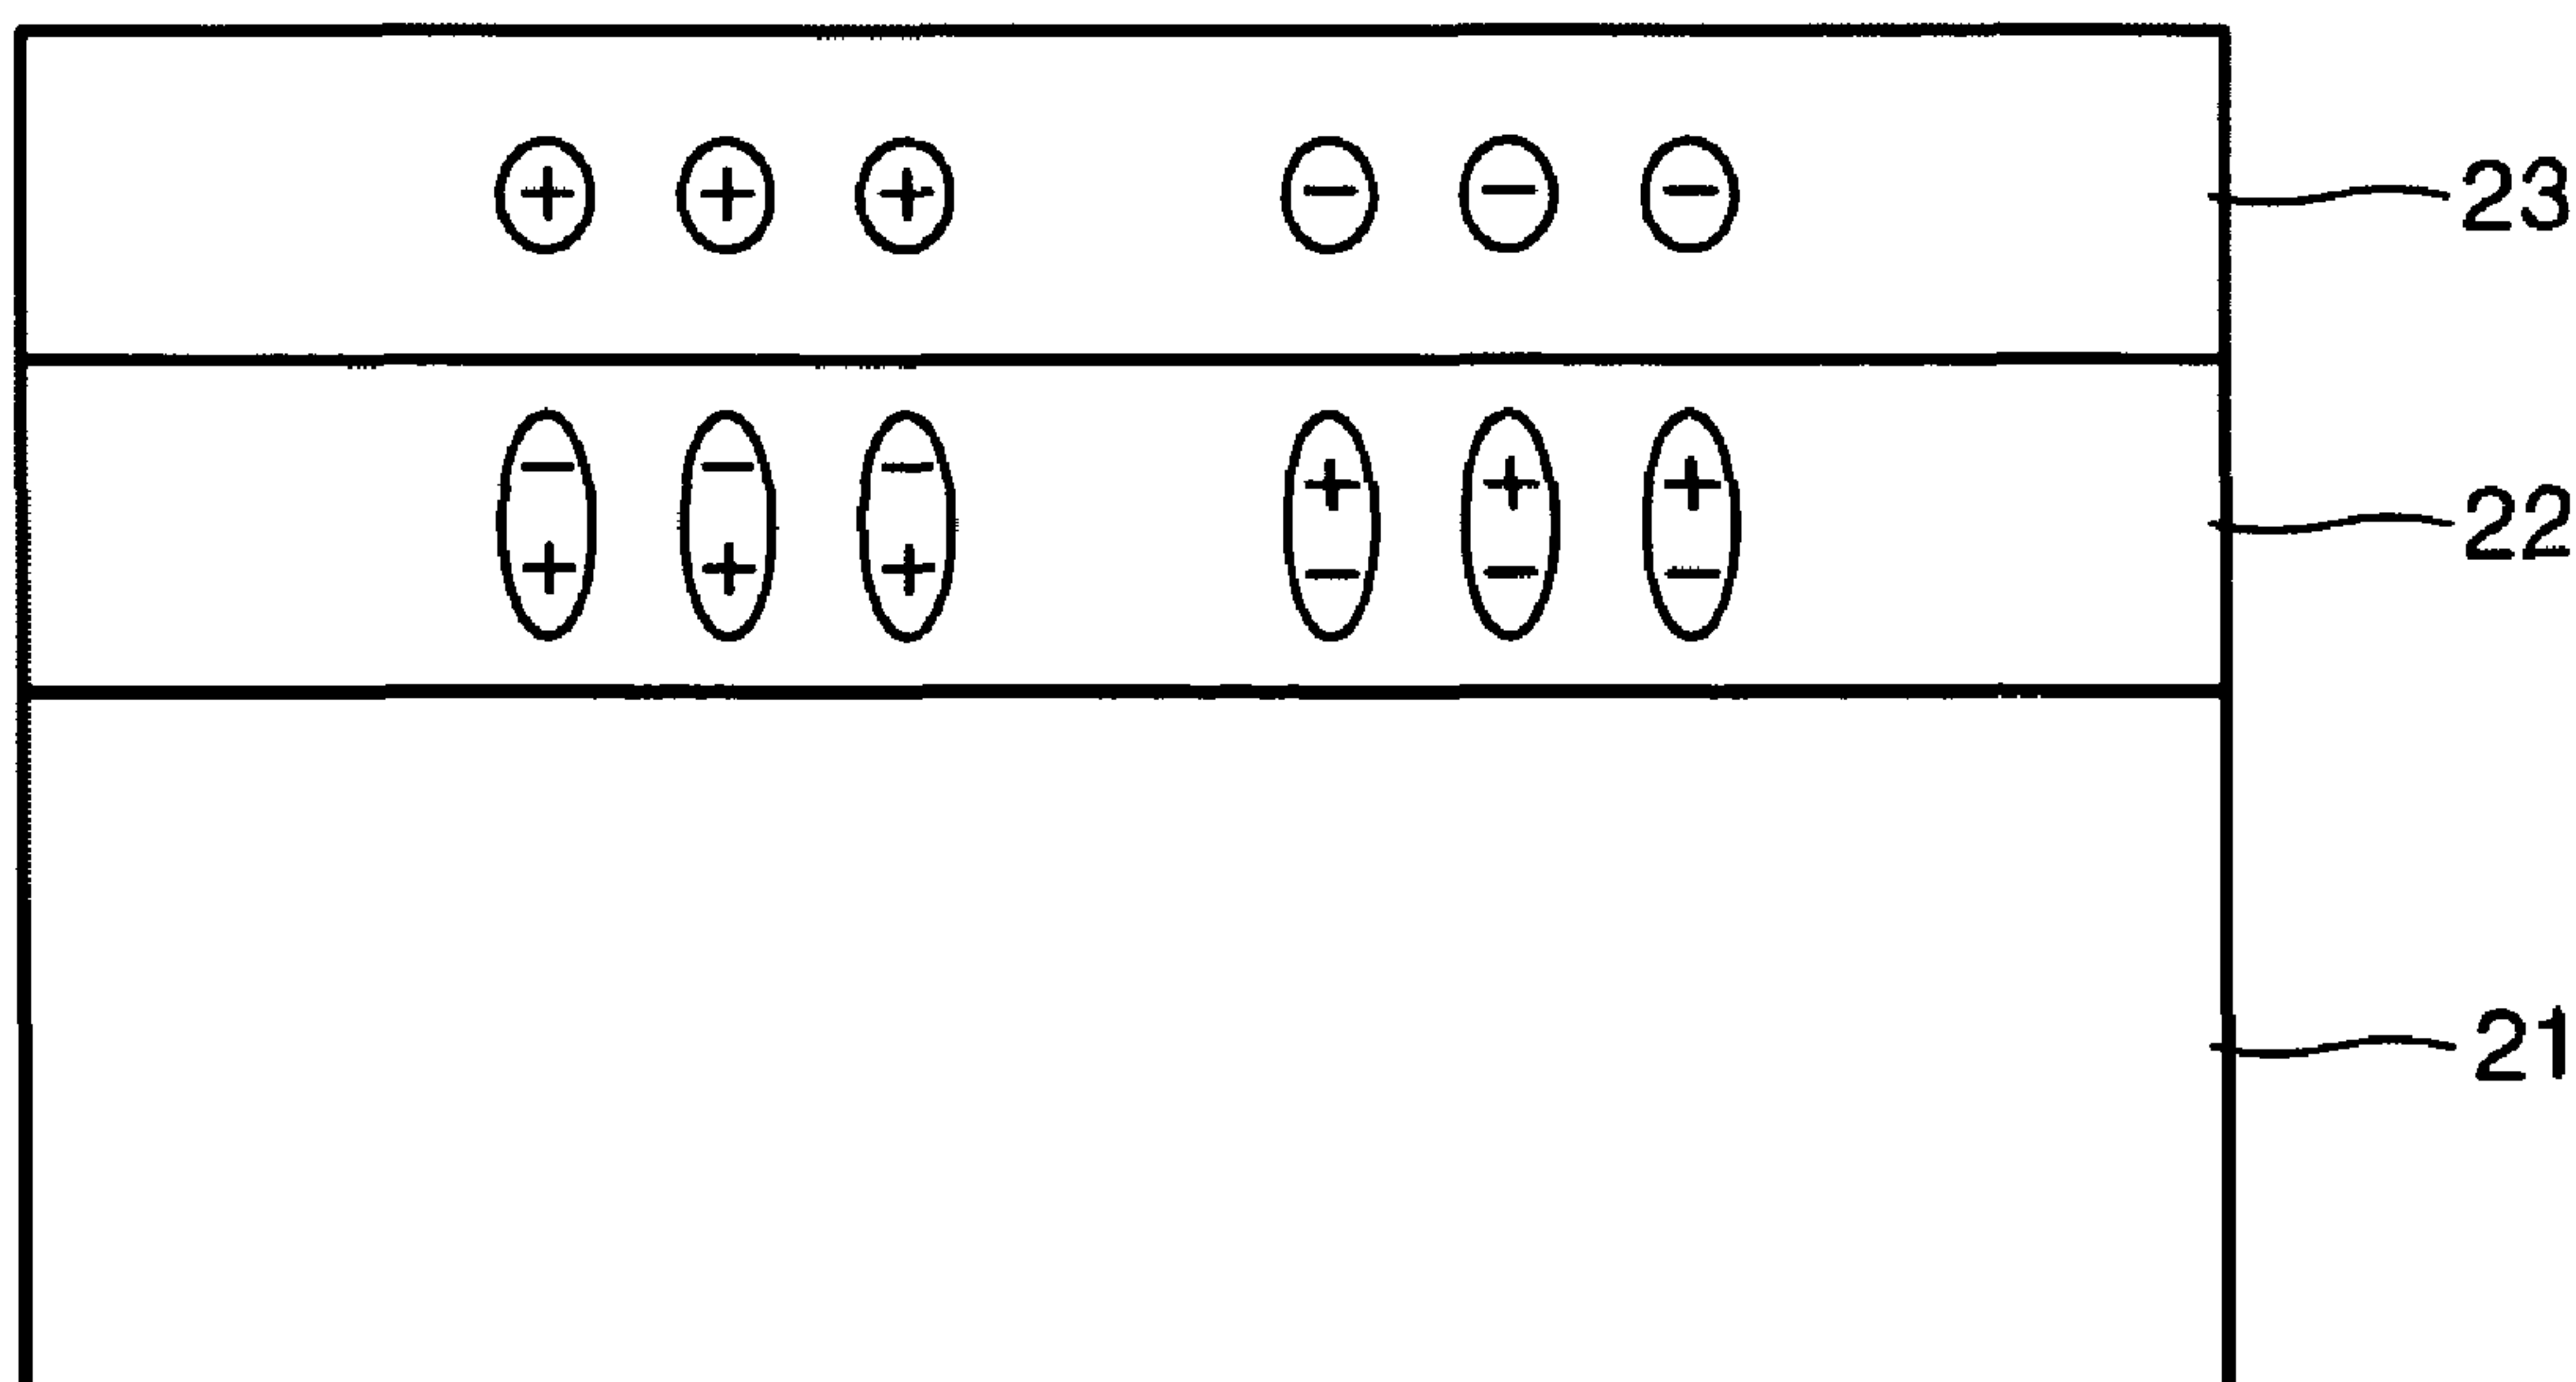 + + + − − − 23
− − − + + + 22
+ + + − − −
21